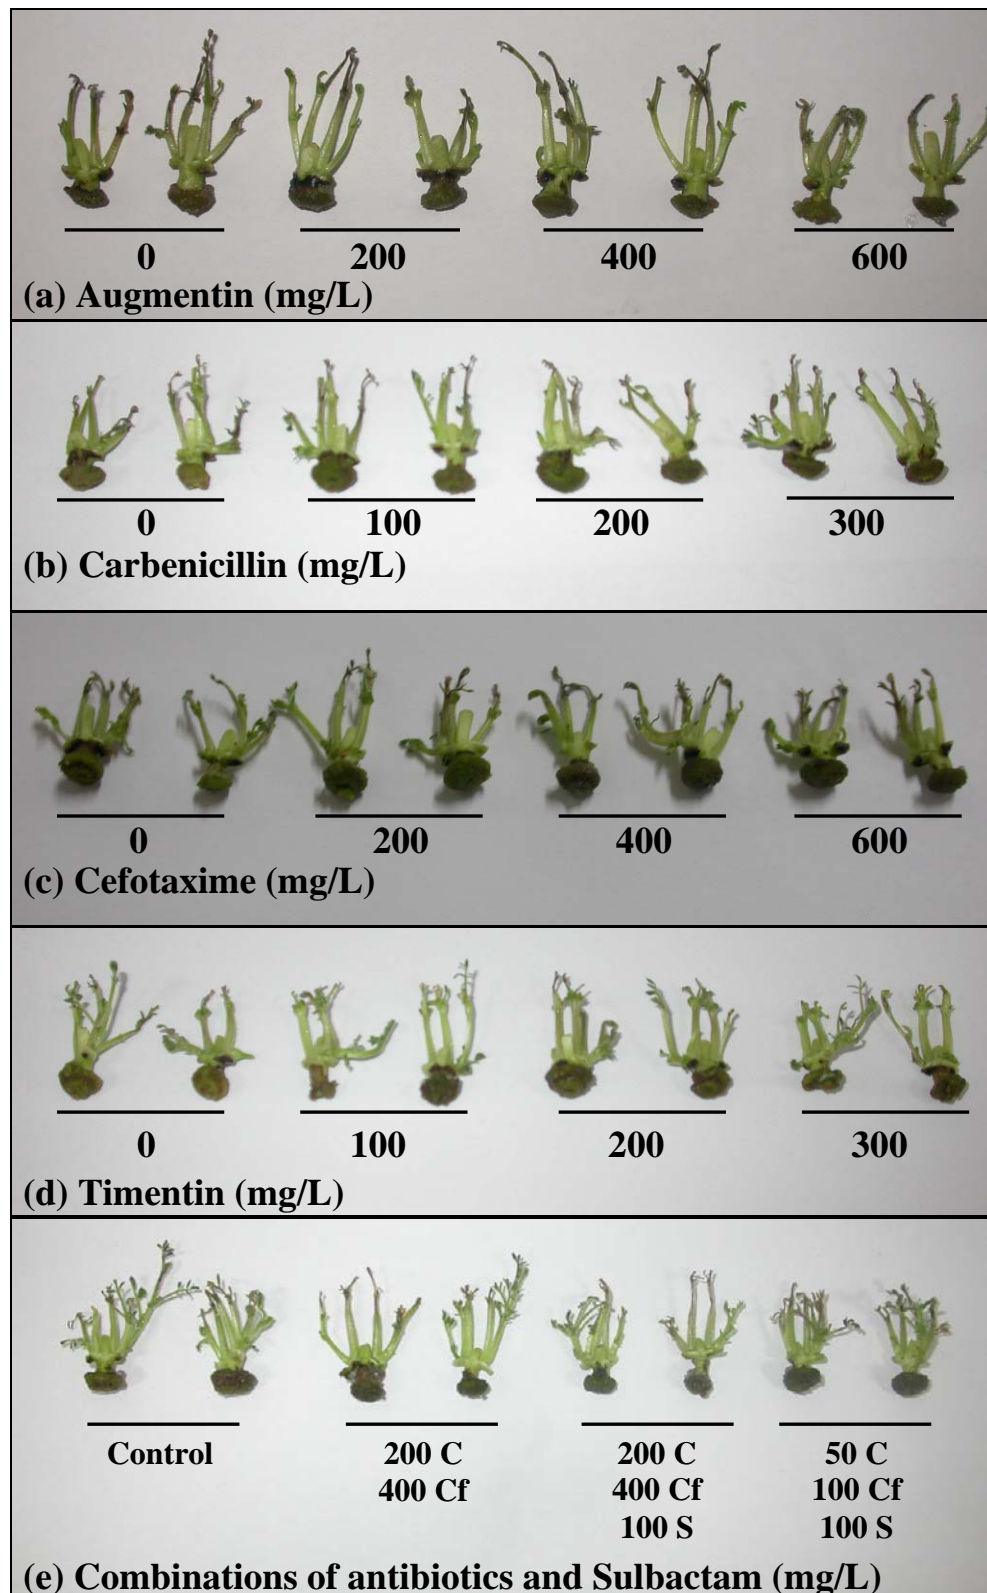 0 200 400 600
(a) Augmentin (mg/L)
0 100 200 300
(b) Carbenicillin (mg/L)
0 200 400 600
(c) Cefotaxime (mg/L)
0 100 200 300
(d) Timentin (mg/L)
Control 200 C 200 C 50 C
400 Cf 400 Cf 100 Cf
100 S 100 S
(e) Combinations of antibiotics and Sulbactam (mg/L)